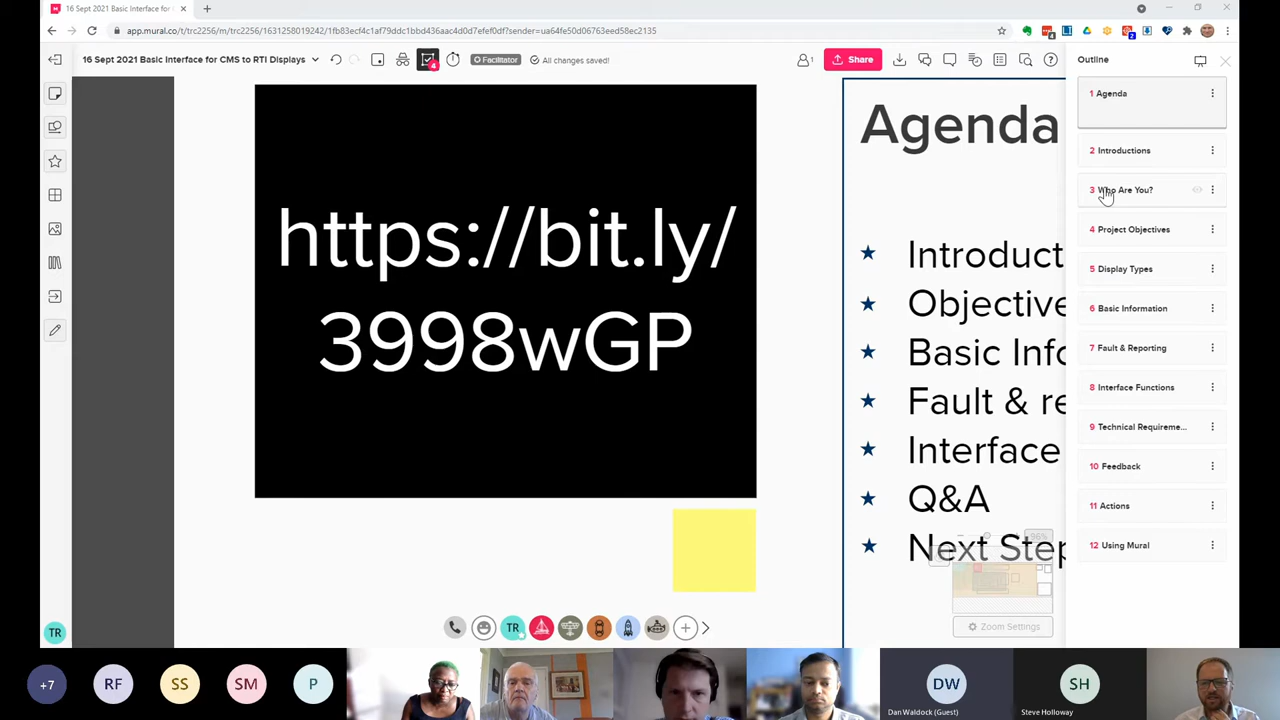 16 Sept 2021 Basic Interface for C
app.mural.co/t/trc2256/m/trc2256/1631258019242/1fb83ecf4b1af79ddc1bbd436aac4d0d7ef3bdef?sender=ua64fe50d06763eed58ec2135
16 Sept 2021 Basic Interface for CMS to RTI Displays
4
Facilitator
All changes saved!
1
Share
Outline
https://bit.ly/
3998wGP
Agenda
Introduct
Objective
Basic Info
Fault & re
Interface
Q&A
Next Step
1 Agenda
2 Introductions
3 Who Are You?
4 Project Objectives
5 Display Types
6 Basic Information
7 Fault & Reporting
8 Interface Functions
9 Technical Requireme...
10 Feedback
11 Actions
12 Using Mural
Zoom Settings
TR
TR
+7
RF
SS
SM
P
DW
Dan Waldock (Guest)
SH
Steve Holloway